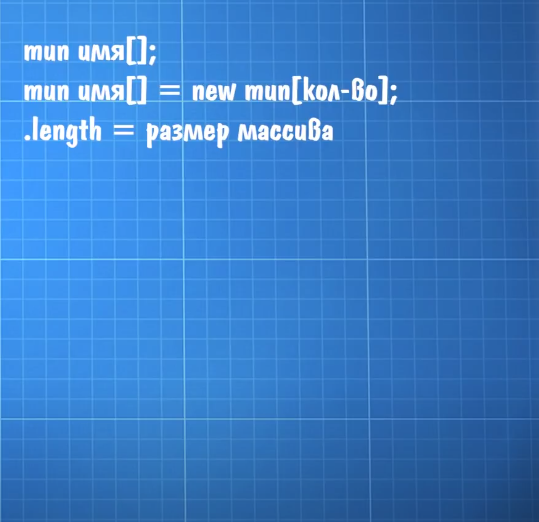 тип имя[];
тип имя[] = new тип[кол-во];
.length = размер массива